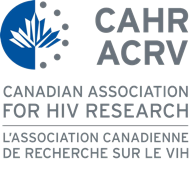 CAHR
ACRV
CANADIAN ASSOCIATION
FOR HIV RESEARCH
L'ASSOCIATION CANADIENNE
DE RECHERCHE SUR LE VIH